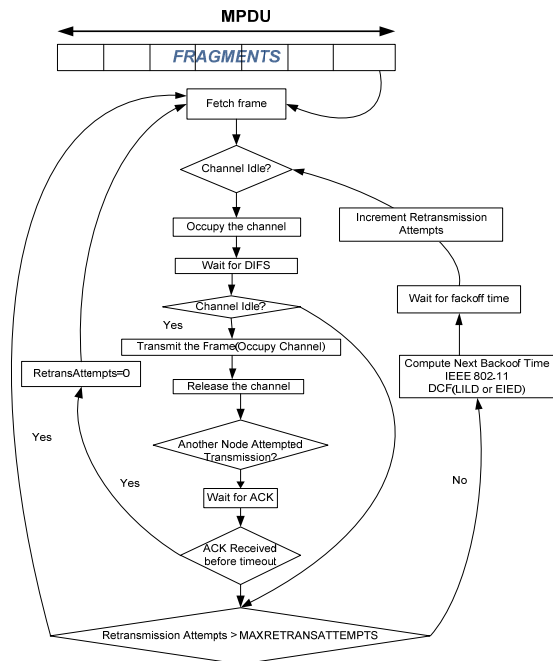 MPDU
FRAGMENTS
Fetch frame
Channel Idle?
Increment Retransmission
Attempts
Occupy the channel
Wait for DIFS
Wait for fackoff time
Channel Idle?
Yes
Transmit the Frame(Occupy Channel)
Compute Next Backoof Time
IEEE 802-11
DCF(LILD or EIED)
RetransAttempts=0
Release the channel
Another Node Attempted
Transmission?
Yes
Yes
No
Wait for ACK
ACK Received
before timeout
Retransmission Attempts > MAXRETRANSATTEMPTS